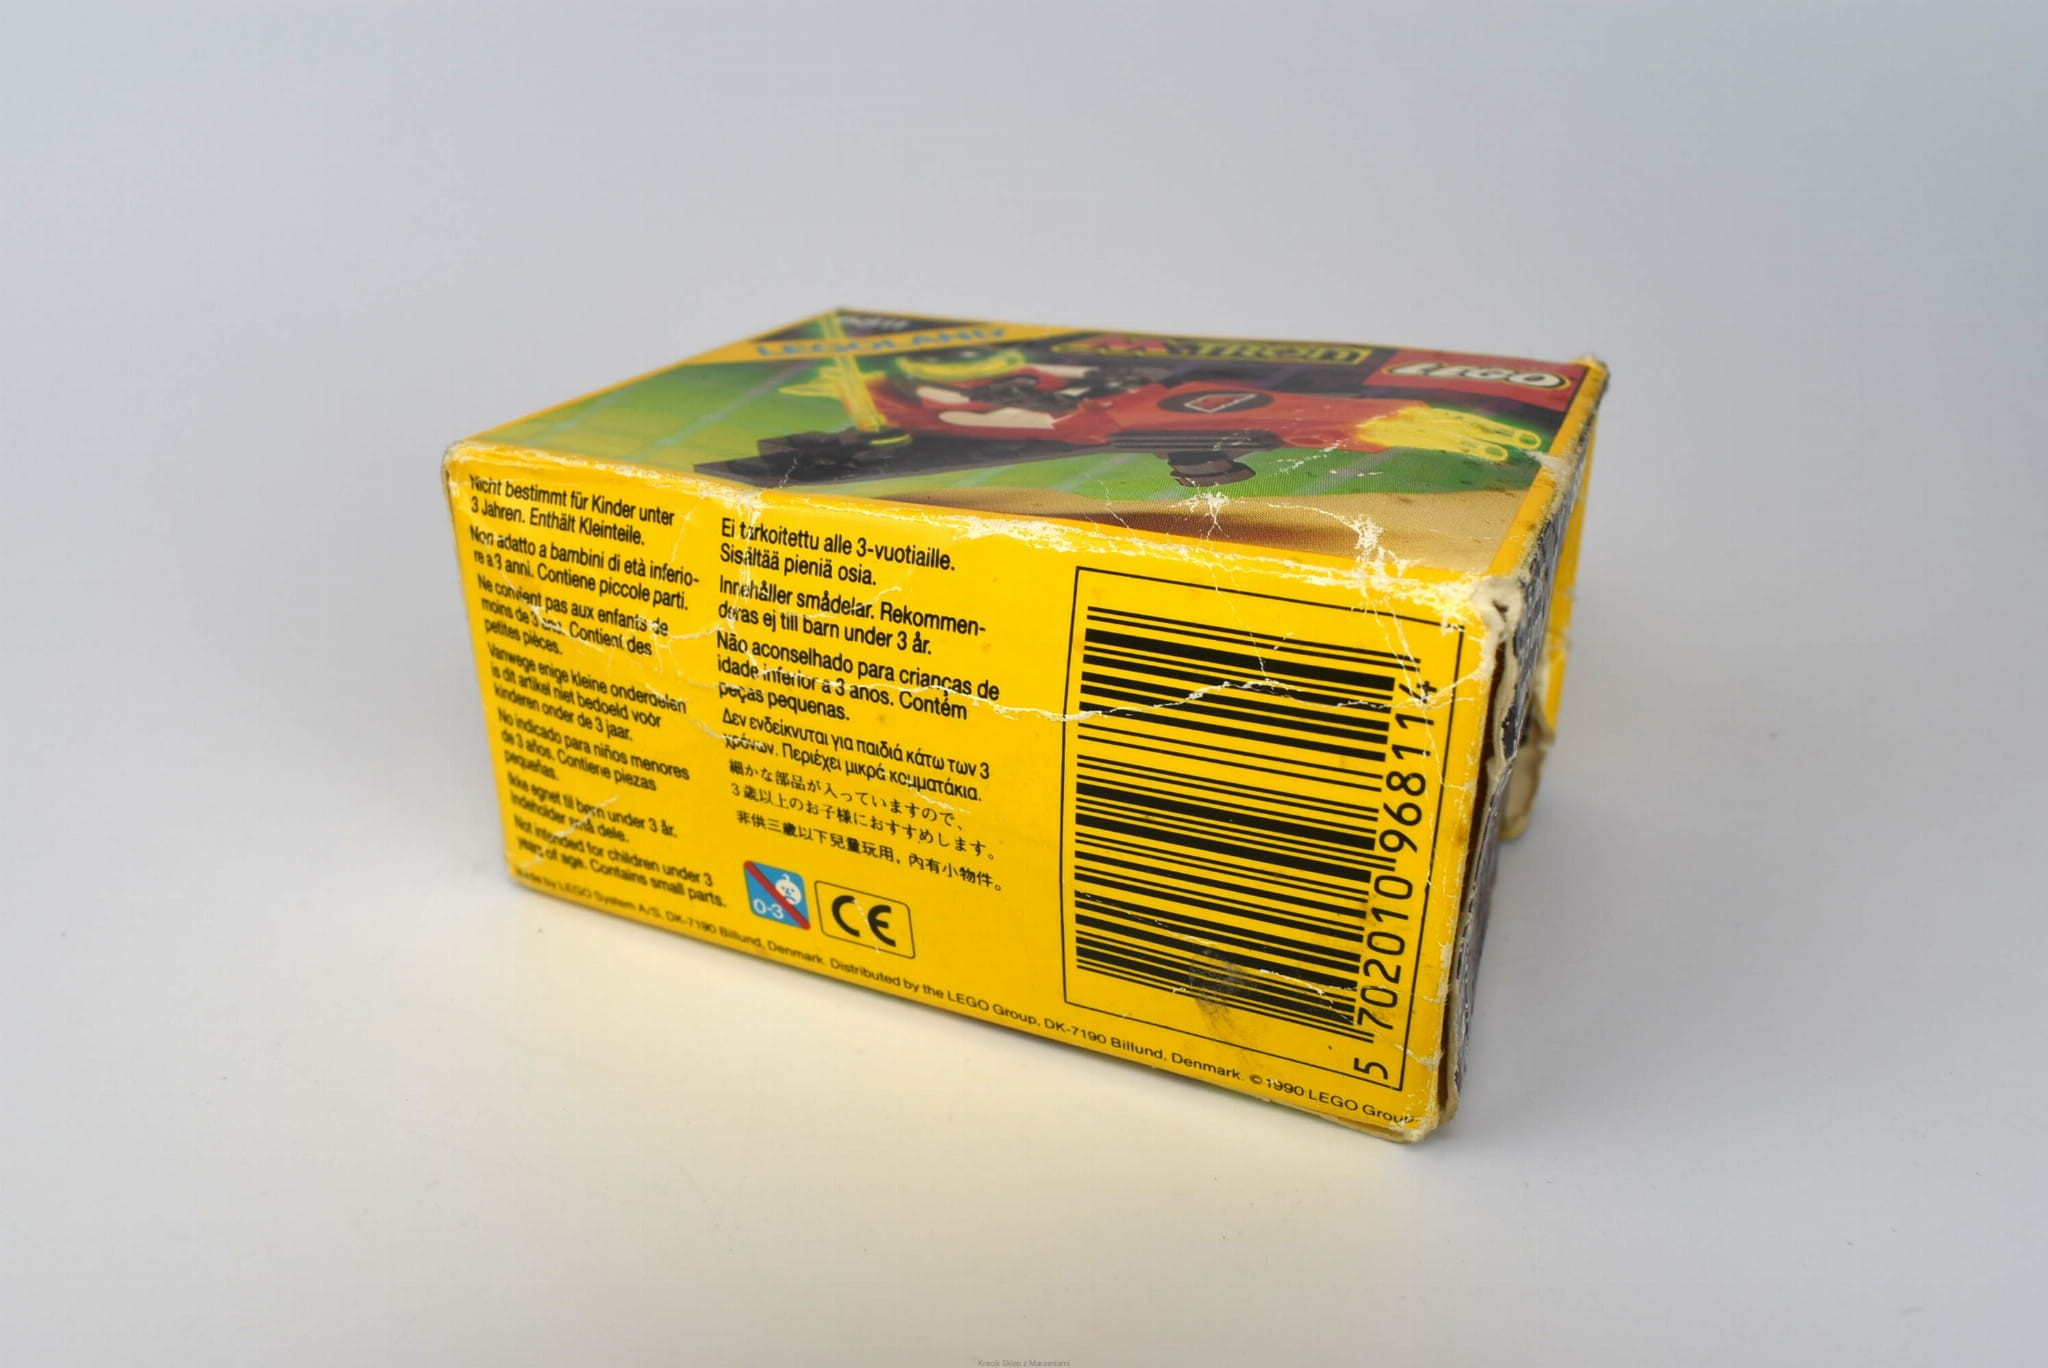 LEGOLAND
M:TRON
LEGO
Nicht bestimmt für Kinder unter
3 Jahren. Enthält Kleinteile.
Non adatto a bambini di età inferio-
re a 3 anni. Contiene piccole parti.
Ne convient pas aux enfants de
moins de 3 ans. Contient des
petites pièces.
Vanwege enige kleine onderdelen
is dit artikel niet bedoeld voor
kinderen onder de 3 jaar.
No indicado para niños menores
de 3 años. Contiene piezas
pequeñas.
Ikke egnet til børn under 3 år.
Indeholder små dele.
Not intended for children under 3
years of age. Contains small parts.
Ei tarkoitettu alle 3-vuotiaille.
Sisältää pieniä osia.
Innehåller smådelar. Rekommen-
deras ej till barn under 3 år.
Não aconselhado para crianças de
idade inferior a 3 anos. Contém
peças pequenas.
Δεν ενδείκνυται για παιδιά κάτω των 3
χρόνων. Περιέχει μικρά κομματάκια.
細かな部品が入っていますので、
3歳以上のお子様におすすめします。
非供三歲以下兒童玩用，內有小物件。
0-3
CE
5 702010 968114
Made by LEGO System A/S, DK-7190 Billund, Denmark. Distributed by the LEGO Group, DK-7190 Billund, Denmark. © 1990 LEGO Group
Krecik Sklep z Marzeniami